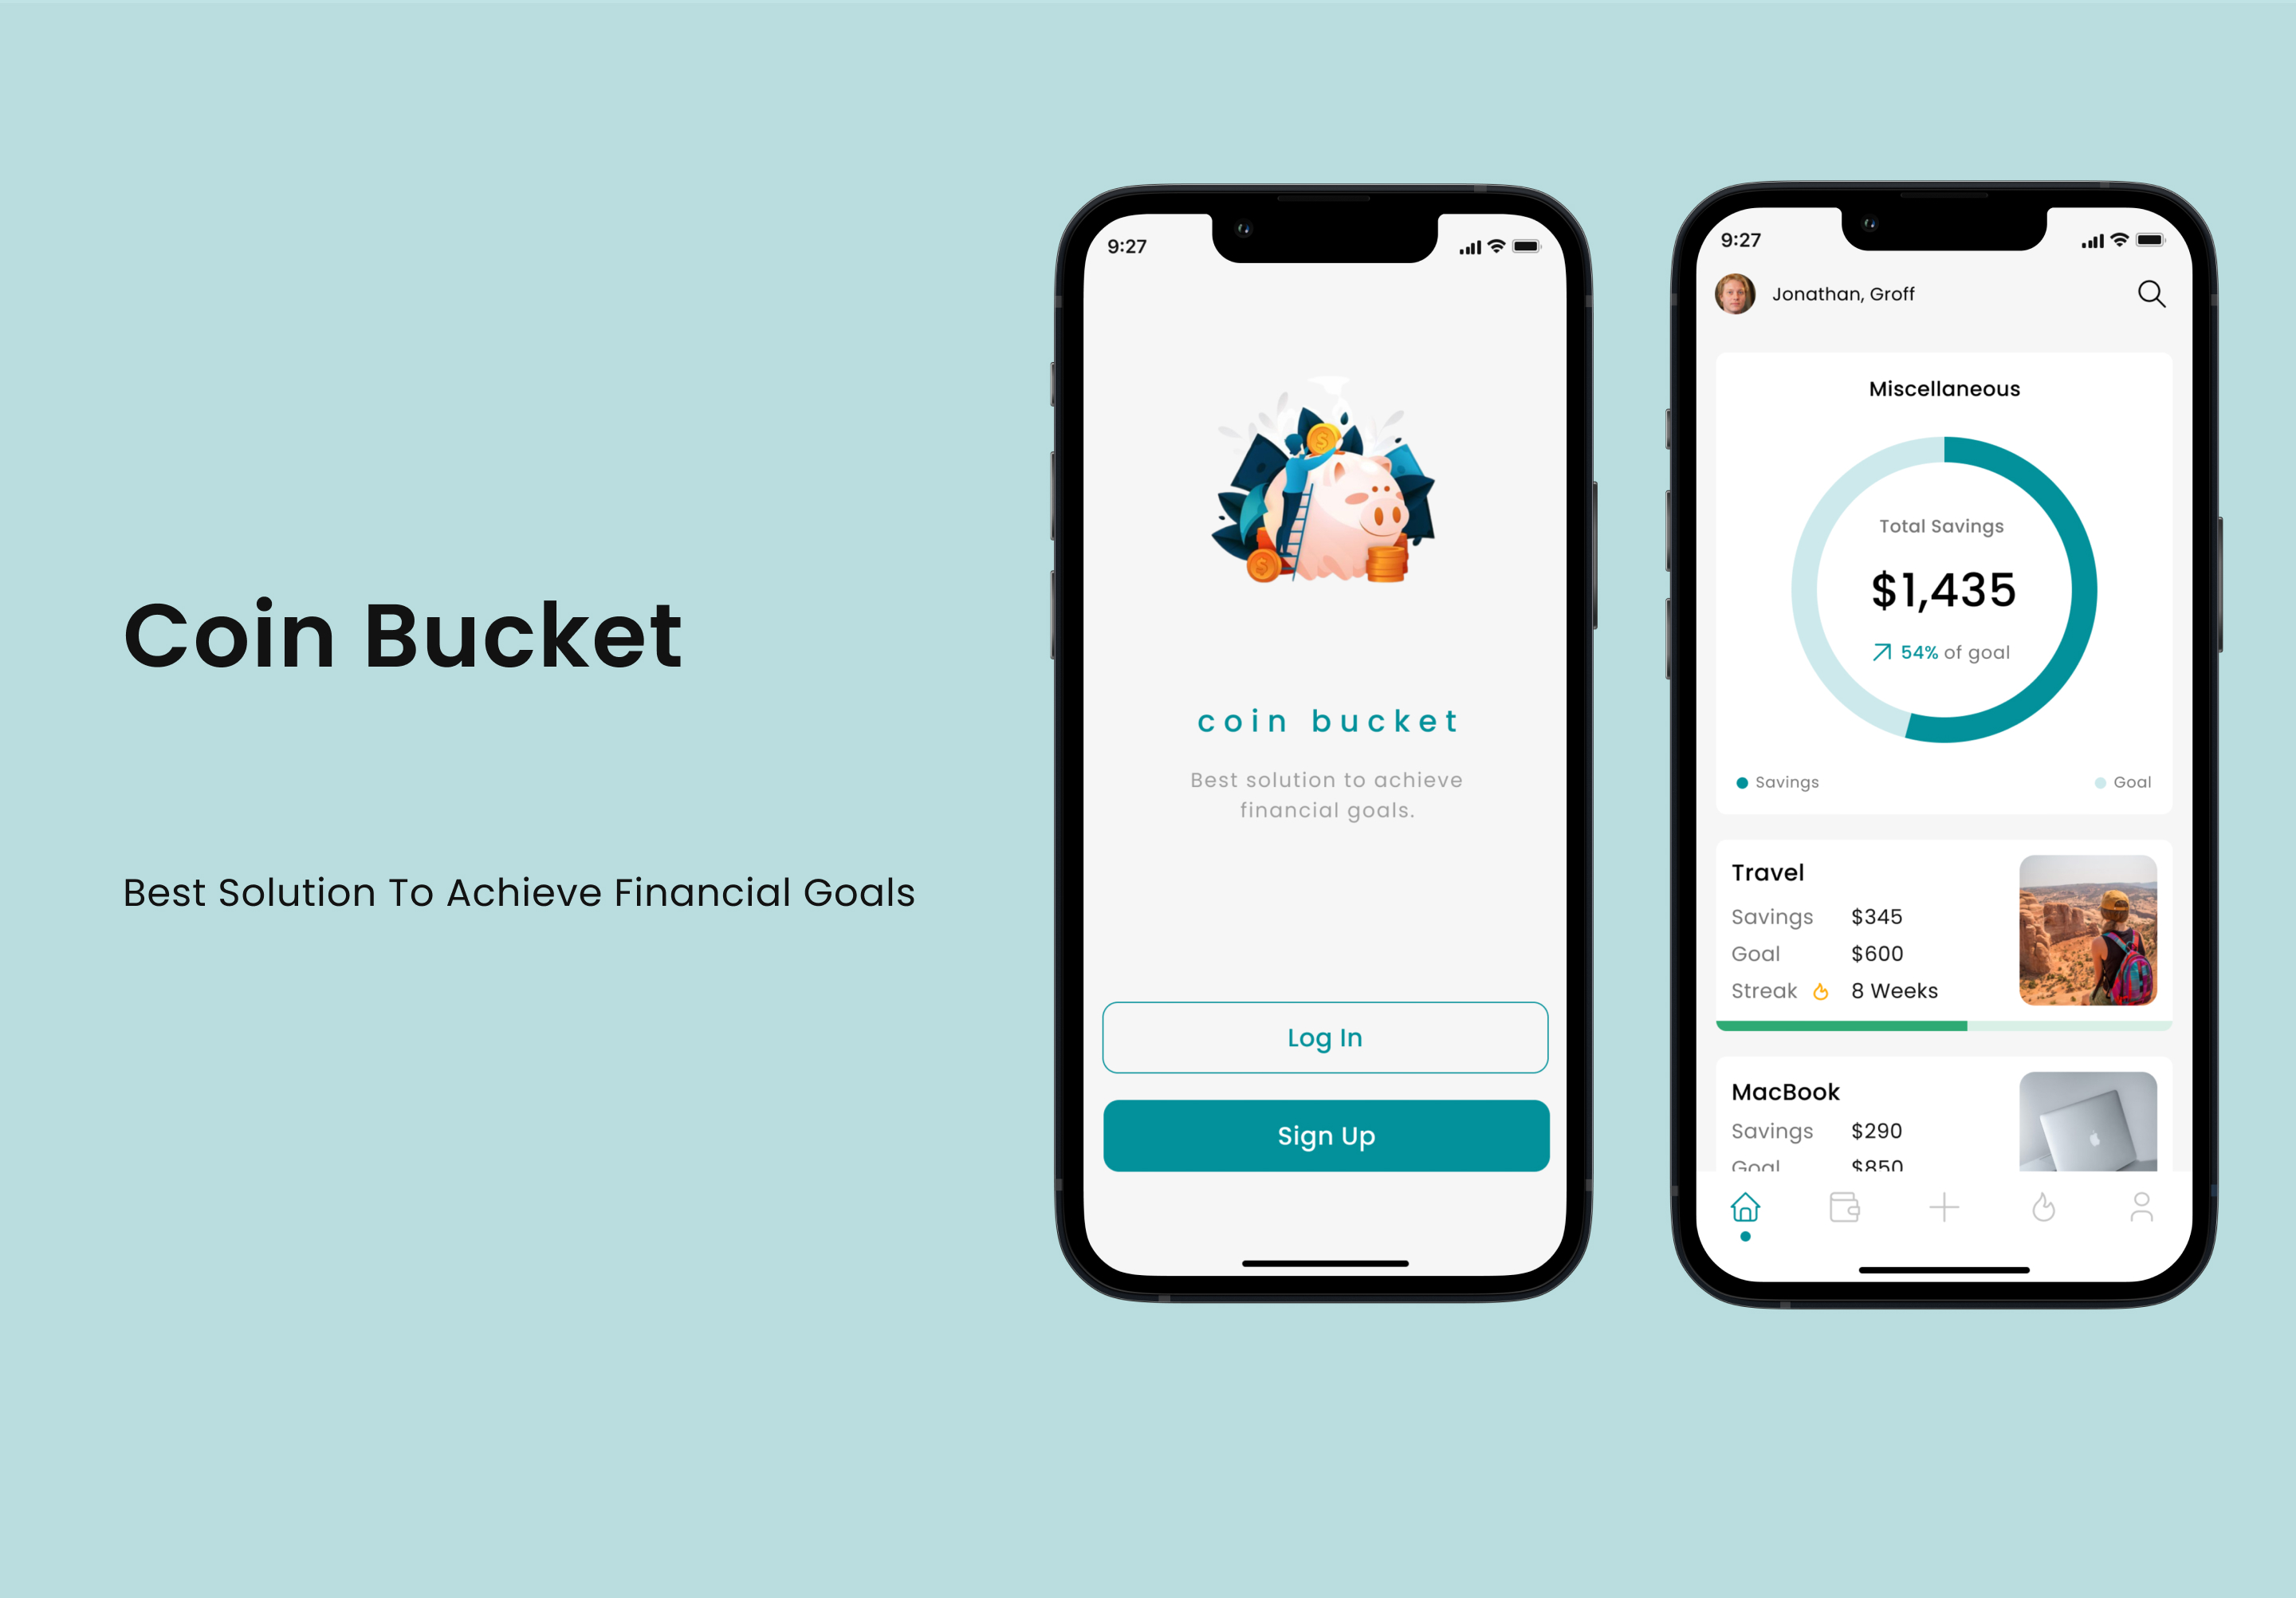 Coin Bucket
Best Solution To Achieve Financial Goals
9:27
coin bucket
Best solution to achieve
financial goals.
Log In
Sign Up
9:27
Jonathan, Groff
Miscellaneous
Total Savings
$1,435
54% of goal
Savings
Goal
Travel
Savings $345
Goal $600
Streak 8 Weeks
MacBook
Savings $290
Goal $850